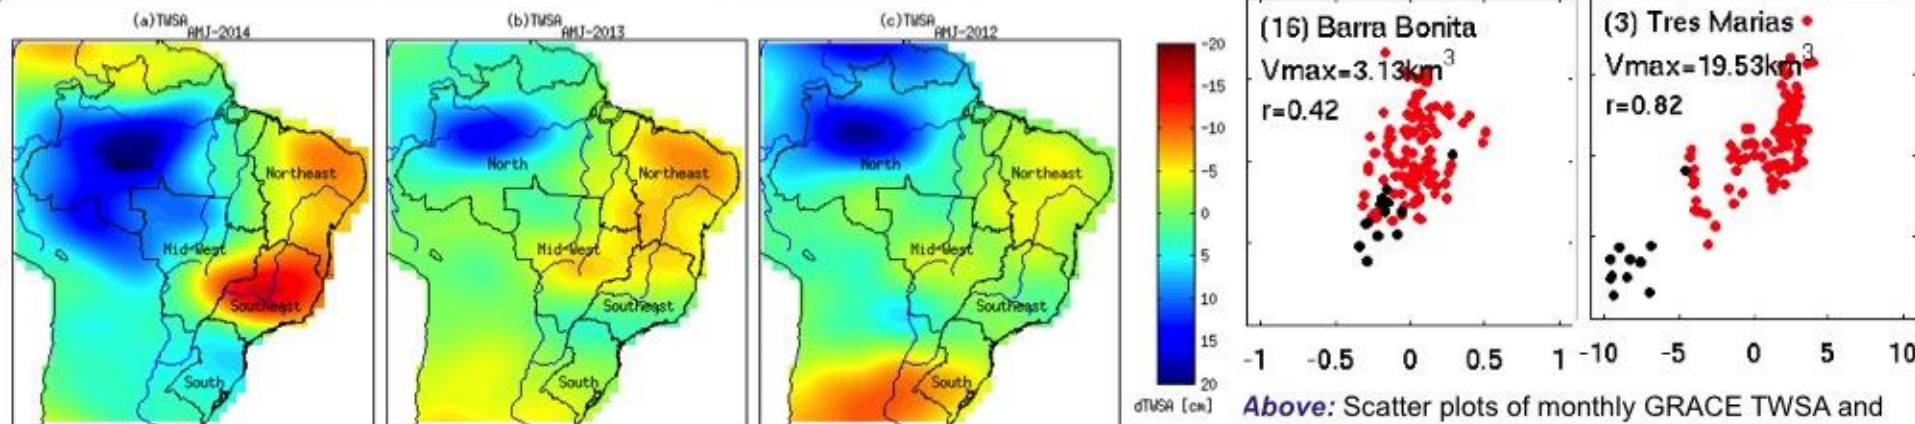 (a)TWSA
AMJ-2014
Northeast
Mid-West
Southeast
South
(b)TWSA
AMJ-2013
North
Northeast
Mid-West
Southeast
South
(c)TWSA
AMJ-2012
North
Northeast
Mid-West
Southeast
South
-20
-15
-10
-5
0
5
10
15
20
dTWSA [cm]
(16) Barra Bonita
Vmax=3.13km³
r=0.42
-1 -0.5 0 0.5 1
(3) Tres Marias
Vmax=19.53km³
r=0.82
-10 -5 0 5 10
Above: Scatter plots of monthly GRACE TWSA and